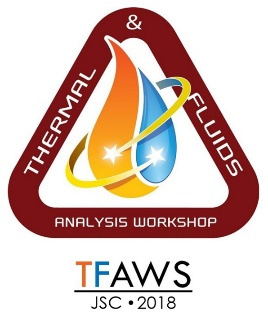 THERMAL & FLUIDS
ANALYSIS WORKSHOP
TFAWS
JSC • 2018